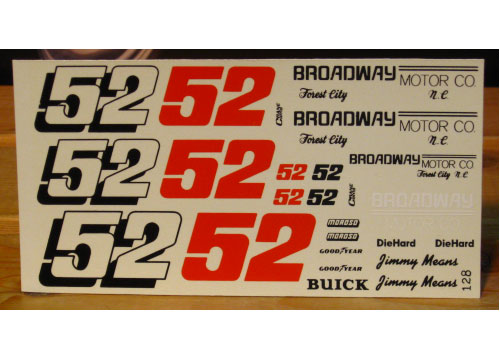 52 52 BROADWAY
MOTOR CO.
Forest City N.C.
52 52 BROADWAY
MOTOR CO.
Forest City N.C.
52 52 BROADWAY
MOTOR CO.
Forest City N.C.
52 52
BROADWAY
52 52
MOROSO
MOROSO
DieHard DieHard
GOODYEAR
Jimmy Means
GOODYEAR
BUICK Jimmy Means
128